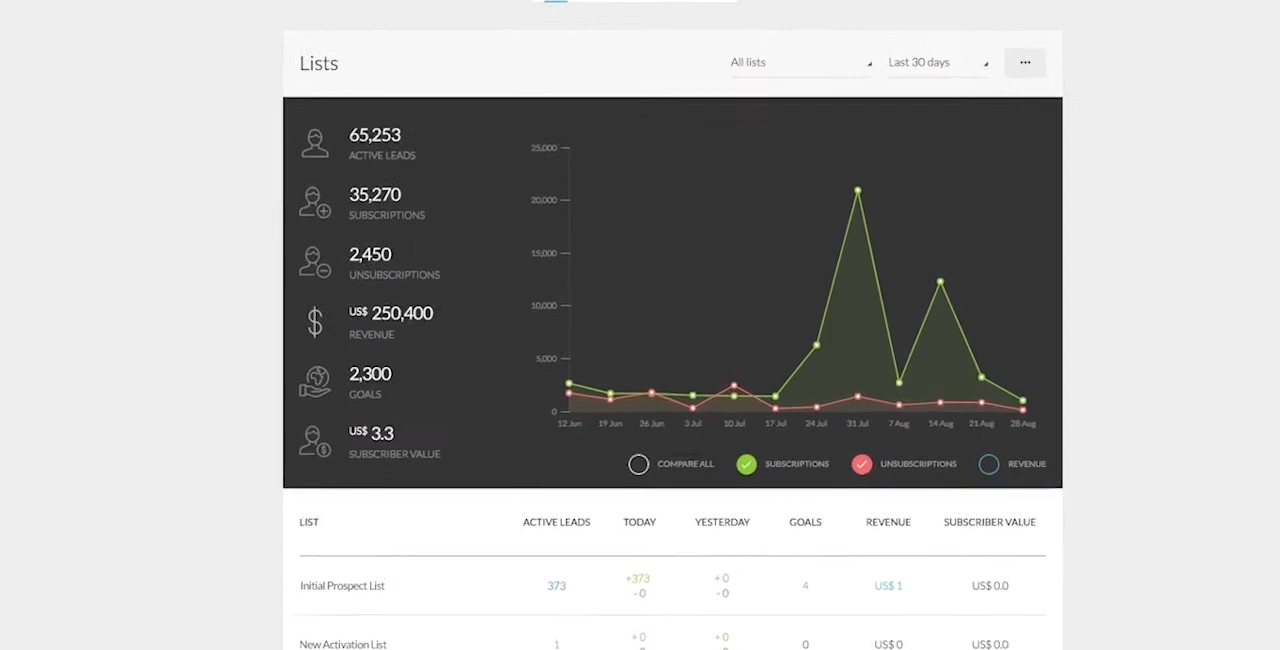 Lists
All lists
Last 30 days
...
65,253
ACTIVE LEADS
35,270
SUBSCRIPTIONS
2,450
UNSUBSCRIPTIONS
US$ 250,400
REVENUE
2,300
GOALS
US$ 3.3
SUBSCRIBER VALUE
25,000
20,000
15,000
10,000
5,000
0
12 Jun 19 Jun 26 Jun 3 Jul 10 Jul 17 Jul 24 Jul 31 Jul 7 Aug 14 Aug 21 Aug 28 Aug
COMPARE ALL SUBSCRIPTIONS UNSUBSCRIPTIONS REVENUE
LIST ACTIVE LEADS TODAY YESTERDAY GOALS REVENUE SUBSCRIBER VALUE
Initial Prospect List 373 +373 +0 4 US$ 1 US$ 0.0
- 0 - 0
New Activation List 1 +0 +0 0 US$ 0 US$ 0.0